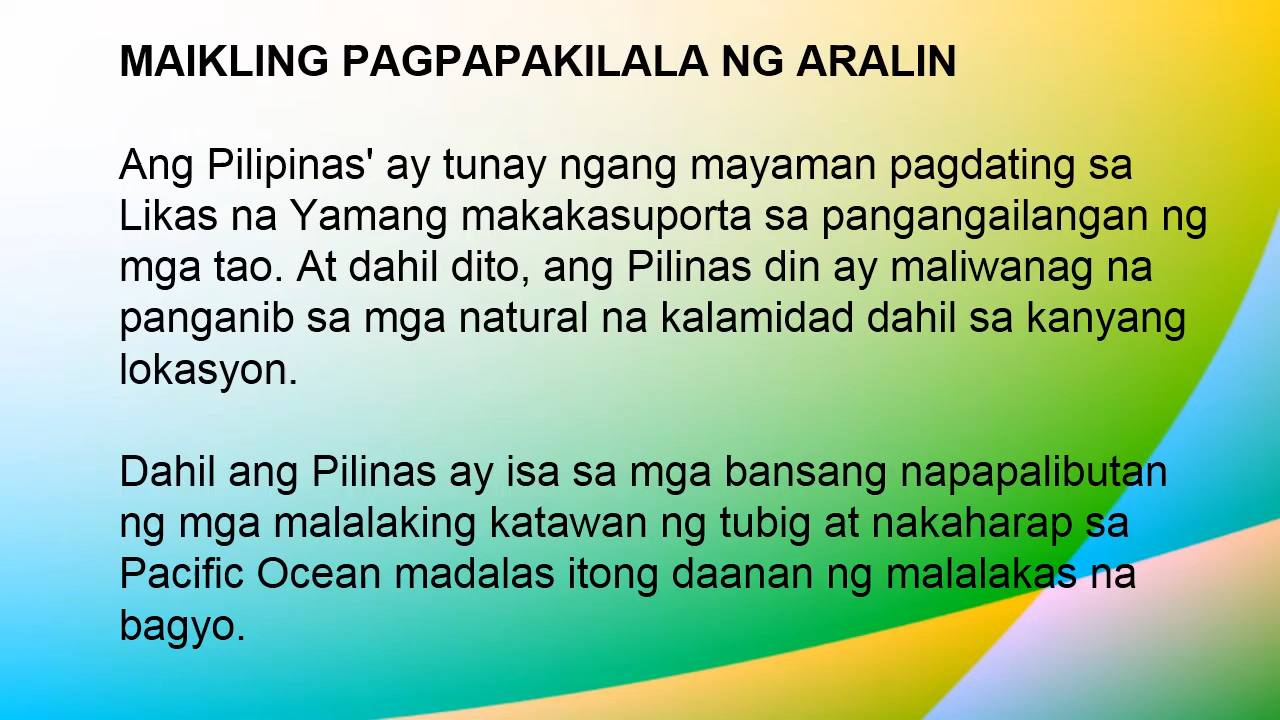 MAIKLING PAGPAPAKILALA NG ARALIN
Ang Pilipinas' ay tunay ngang mayaman pagdating sa
Likas na Yamang makakasuporta sa pangangailangan ng
mga tao. At dahil dito, ang Pilinas din ay maliwanag na
panganib sa mga natural na kalamidad dahil sa kanyang
lokasyon.
Dahil ang Pilinas ay isa sa mga bansang napapalibutan
ng mga malalaking katawan ng tubig at nakaharap sa
Pacific Ocean madalas itong daanan ng malalakas na
bagyo.